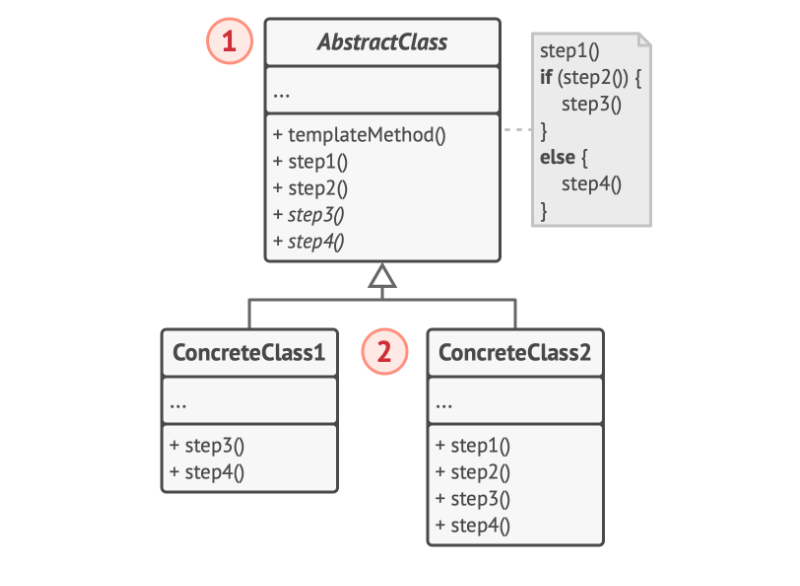 1
AbstractClass
...
+ templateMethod()
+ step1()
+ step2()
+ step3()
+ step4()
step1()
if (step2()) {
step3()
}
else {
step4()
}
2
ConcreteClass1
...
+ step3()
+ step4()
ConcreteClass2
...
+ step1()
+ step2()
+ step3()
+ step4()